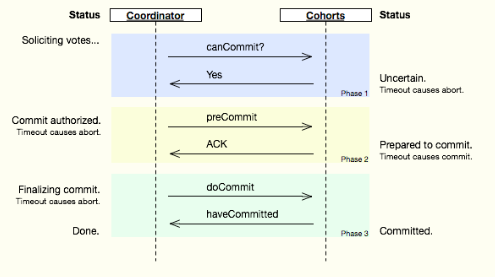 Status Coordinator Cohorts Status
Soliciting votes...
canCommit?
Yes
Phase 1
Uncertain.
Timeout causes abort.
Commit authorized.
Timeout causes abort.
preCommit
ACK
Phase 2
Prepared to commit.
Timeout causes commit.
Finalizing commit.
Timeout causes abort.
doCommit
haveCommitted
Phase 3
Done.
Committed.